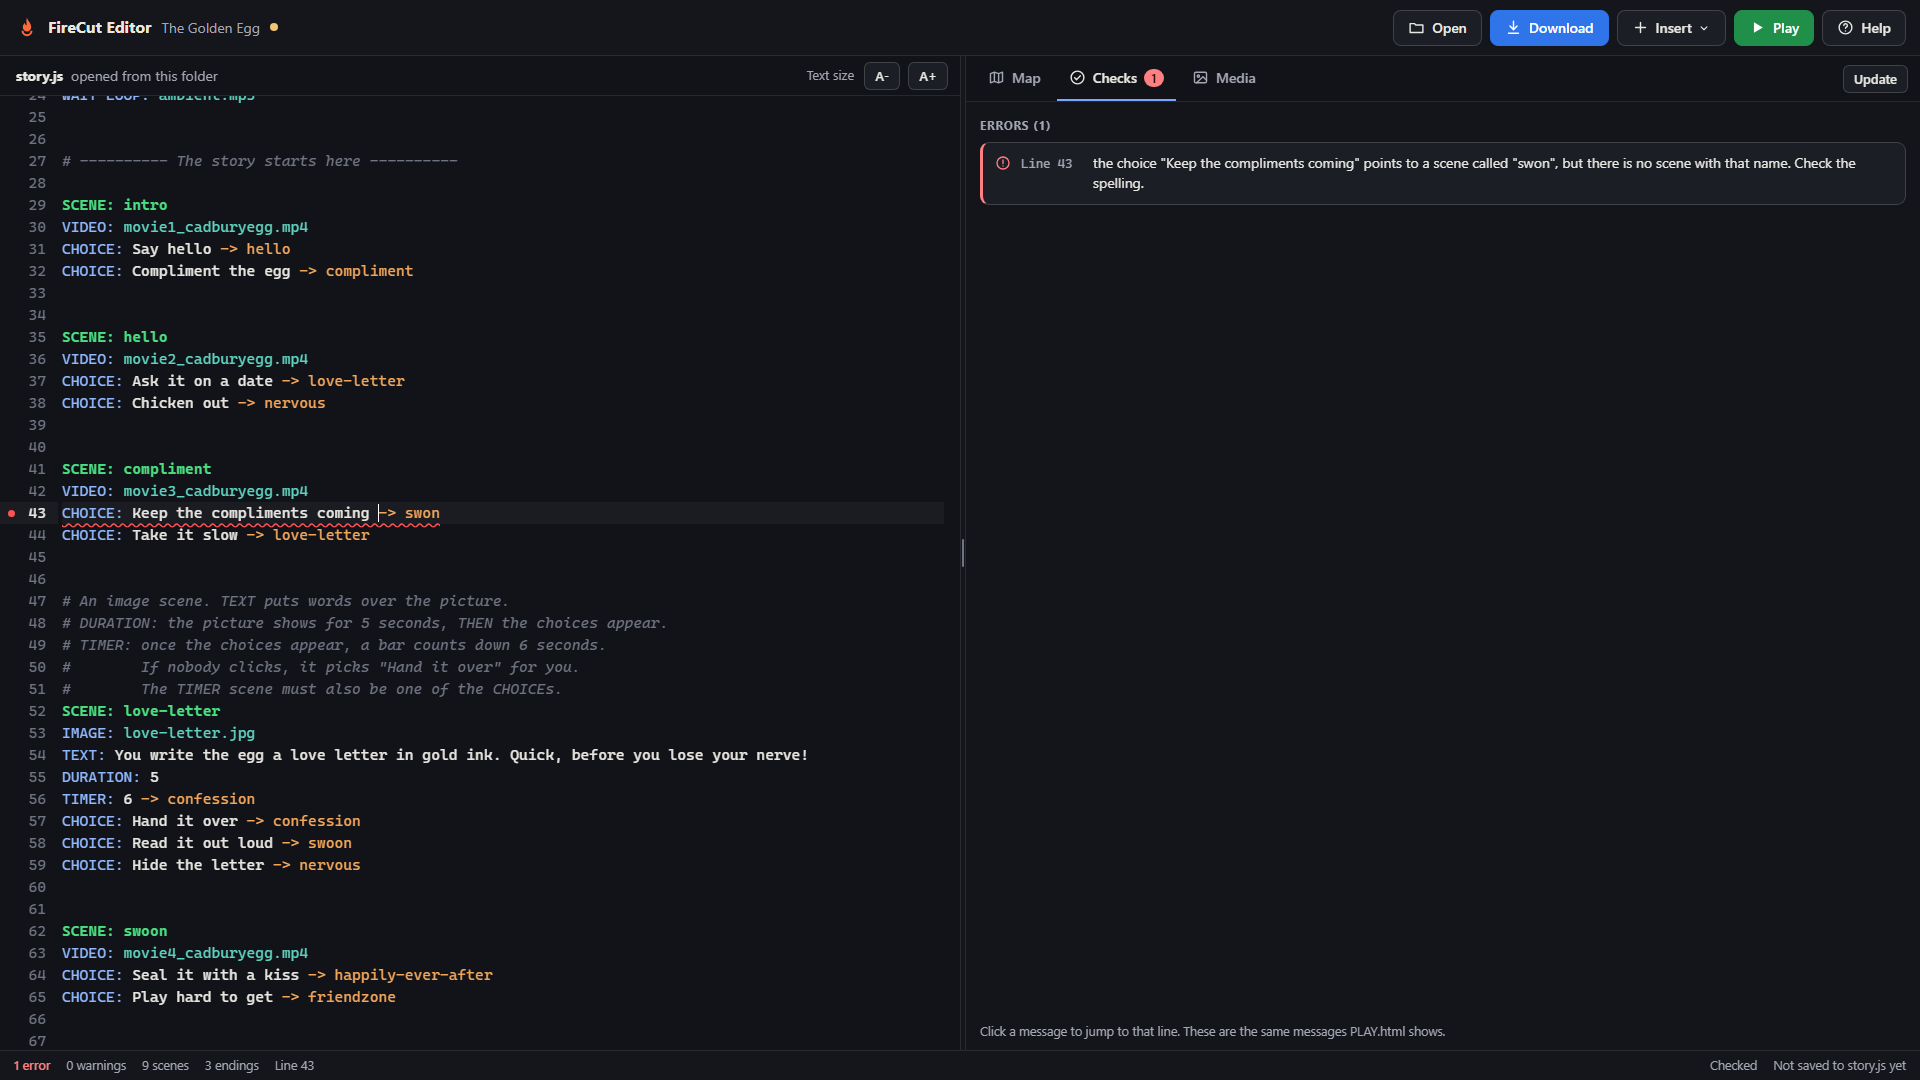 FireCut Editor The Golden Egg
Open Download Insert Play Help
story.js opened from this folder Text size A- A+
Map Checks 1 Media Update
24 WAIT LOOP: ambient.mp3
25
26
27 # ---------- The story starts here ----------
28
29 SCENE: intro
30 VIDEO: movie1_cadburyegg.mp4
31 CHOICE: Say hello -> hello
32 CHOICE: Compliment the egg -> compliment
33
34
35 SCENE: hello
36 VIDEO: movie2_cadburyegg.mp4
37 CHOICE: Ask it on a date -> love-letter
38 CHOICE: Chicken out -> nervous
39
40
41 SCENE: compliment
42 VIDEO: movie3_cadburyegg.mp4
43 CHOICE: Keep the compliments coming -> swon
44 CHOICE: Take it slow -> love-letter
45
46
47 # An image scene. TEXT puts words over the picture.
48 # DURATION: the picture shows for 5 seconds, THEN the choices appear.
49 # TIMER: once the choices appear, a bar counts down 6 seconds.
50 #        If nobody clicks, it picks "Hand it over" for you.
51 #        The TIMER scene must also be one of the CHOICEs.
52 SCENE: love-letter
53 IMAGE: love-letter.jpg
54 TEXT: You write the egg a love letter in gold ink. Quick, before you lose your nerve!
55 DURATION: 5
56 TIMER: 6 -> confession
57 CHOICE: Hand it over -> confession
58 CHOICE: Read it out loud -> swoon
59 CHOICE: Hide the letter -> nervous
60
61
62 SCENE: swoon
63 VIDEO: movie4_cadburyegg.mp4
64 CHOICE: Seal it with a kiss -> happily-ever-after
65 CHOICE: Play hard to get -> friendzone
66
67
ERRORS (1)
Line 43 the choice "Keep the compliments coming" points to a scene called "swon", but there is no scene with that name. Check the
spelling.
Click a message to jump to that line. These are the same messages PLAY.html shows.
1 error 0 warnings 9 scenes 3 endings Line 43 Checked Not saved to story.js yet